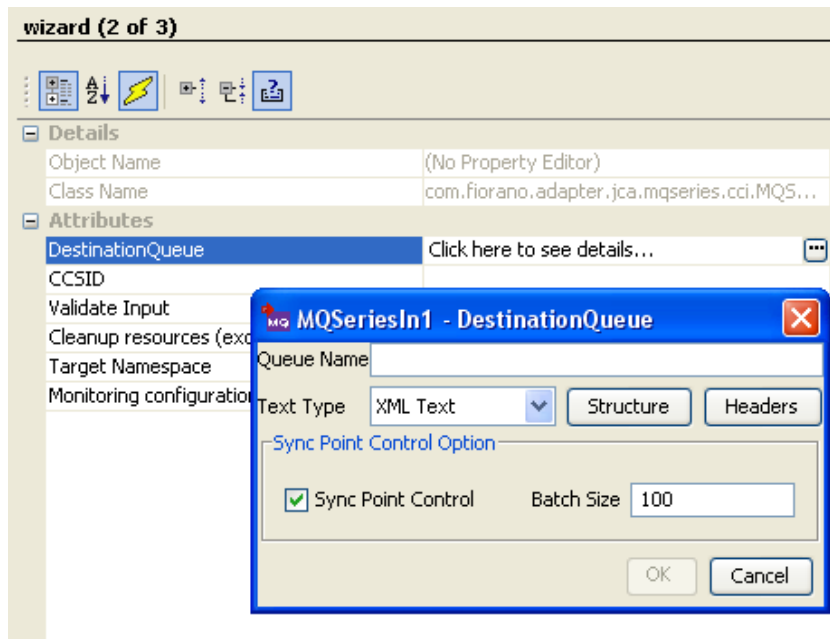 wizard (2 of 3)
Details
Object Name (No Property Editor)
Class Name com.fiorano.adapter.jca.mqseries.cci.MQS...
Attributes
DestinationQueue Click here to see details...
CCSID
Validate Input
Cleanup resources (exc
Target Namespace
Monitoring configuration
MQ MQSeriesIn1 - DestinationQueue
Queue Name
Text Type XML Text Structure Headers
Sync Point Control Option
Sync Point Control Batch Size 100
OK Cancel